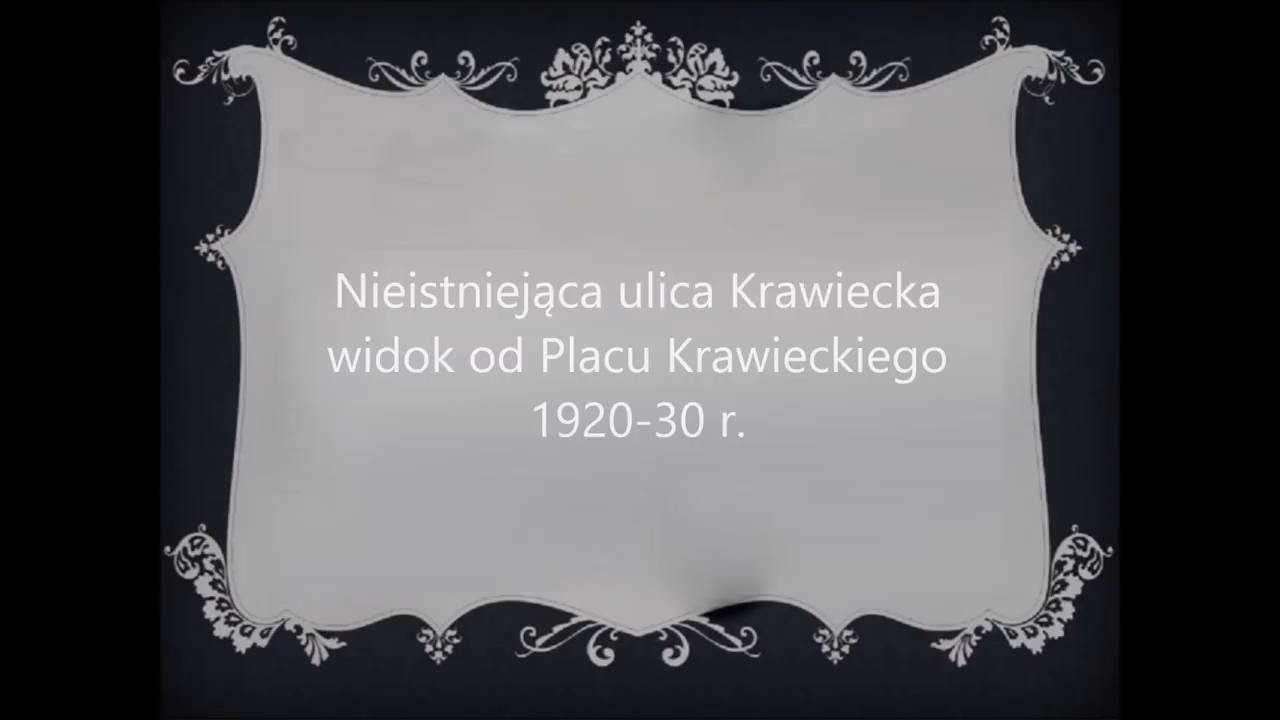 Nieistniejąca ulica Krawiecka
widok od Placu Krawieckiego
1920-30 r.